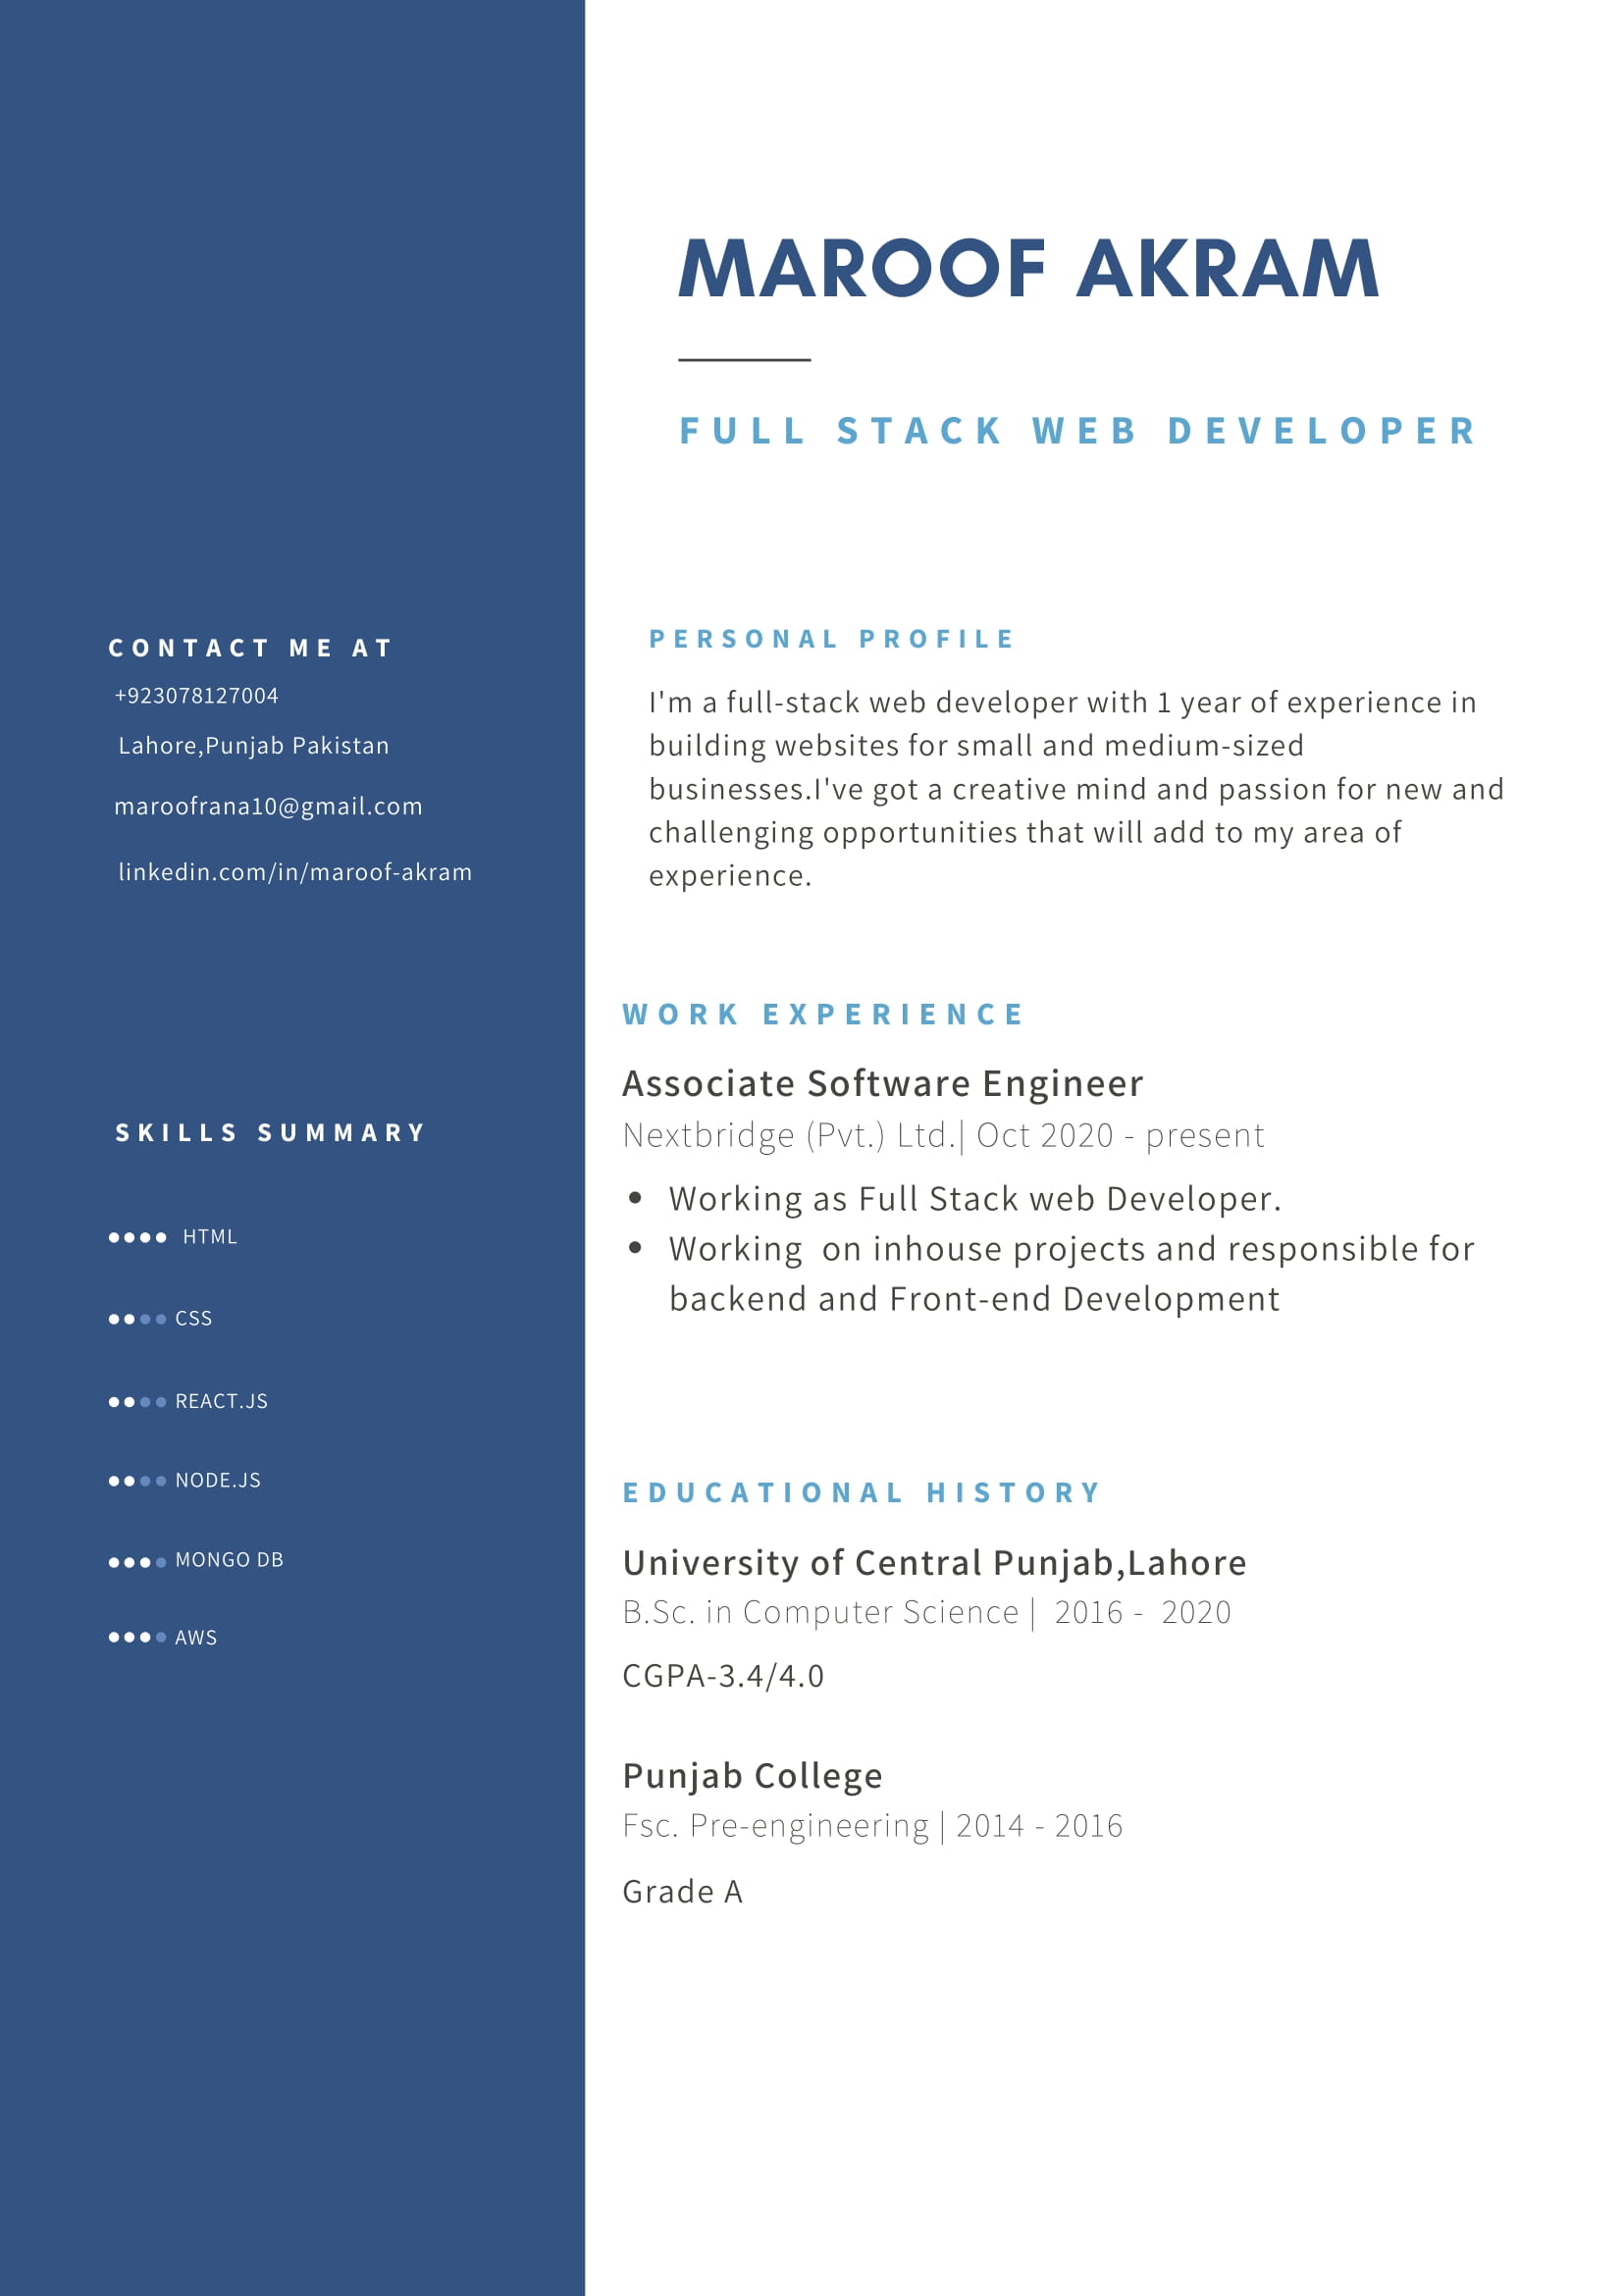 MAROOF AKRAM
FULL STACK WEB DEVELOPER
CONTACT ME AT
+923078127004
Lahore,Punjab Pakistan
maroofrana10@gmail.com
linkedin.com/in/maroof-akram
SKILLS SUMMARY
HTML
CSS
REACT.JS
NODE.JS
MONGO DB
AWS
PERSONAL PROFILE
I'm a full-stack web developer with 1 year of experience in
building websites for small and medium-sized
businesses.I've got a creative mind and passion for new and
challenging opportunities that will add to my area of
experience.
WORK EXPERIENCE
Associate Software Engineer
Nextbridge (Pvt.) Ltd.| Oct 2020 - present
• Working as Full Stack web Developer.
• Working  on inhouse projects and responsible for
backend and Front-end Development
EDUCATIONAL HISTORY
University of Central Punjab,Lahore
B.Sc. in Computer Science |  2016 -  2020
CGPA-3.4/4.0
Punjab College
Fsc. Pre-engineering | 2014 - 2016
Grade A